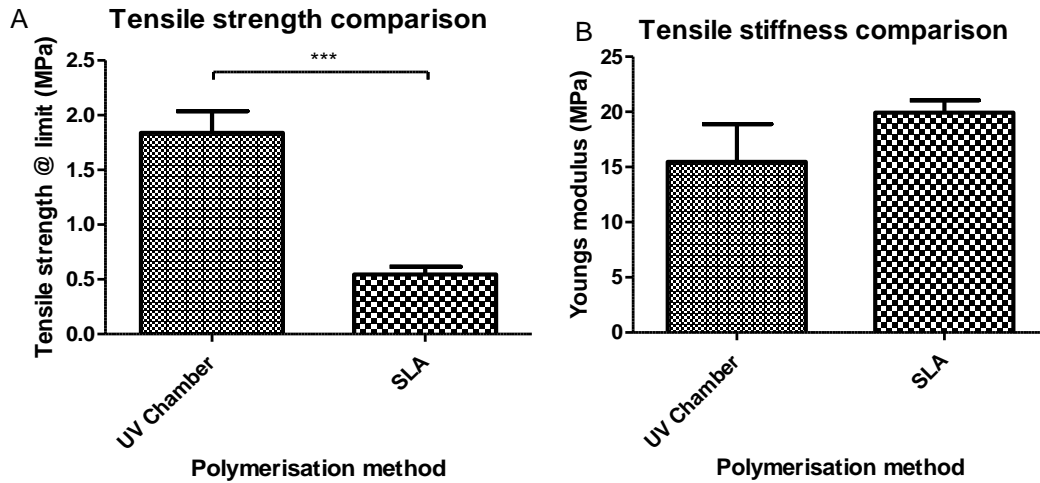 A
Tensile strength comparison
***
Tensile strength @ limit (MPa)
2.5
2.0
1.5
1.0
0.5
0.0
UV Chamber
SLA
Polymerisation method
B
Tensile stiffness comparison
Youngs modulus (MPa)
25
20
15
10
5
0
UV Chamber
SLA
Polymerisation method